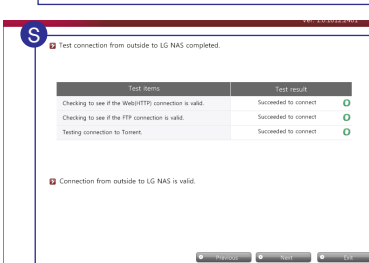 Ver. 1.0.1012.2401
S
Test connection from outside to LG NAS completed.
Test items Test result
Checking to see if the Web(HTTP) connection is valid. Succeeded to connect
Checking to see if the FTP connection is valid. Succeeded to connect
Testing connection to Torrent. Succeeded to connect
Connection from outside to LG NAS is valid.
Previous Next Exit